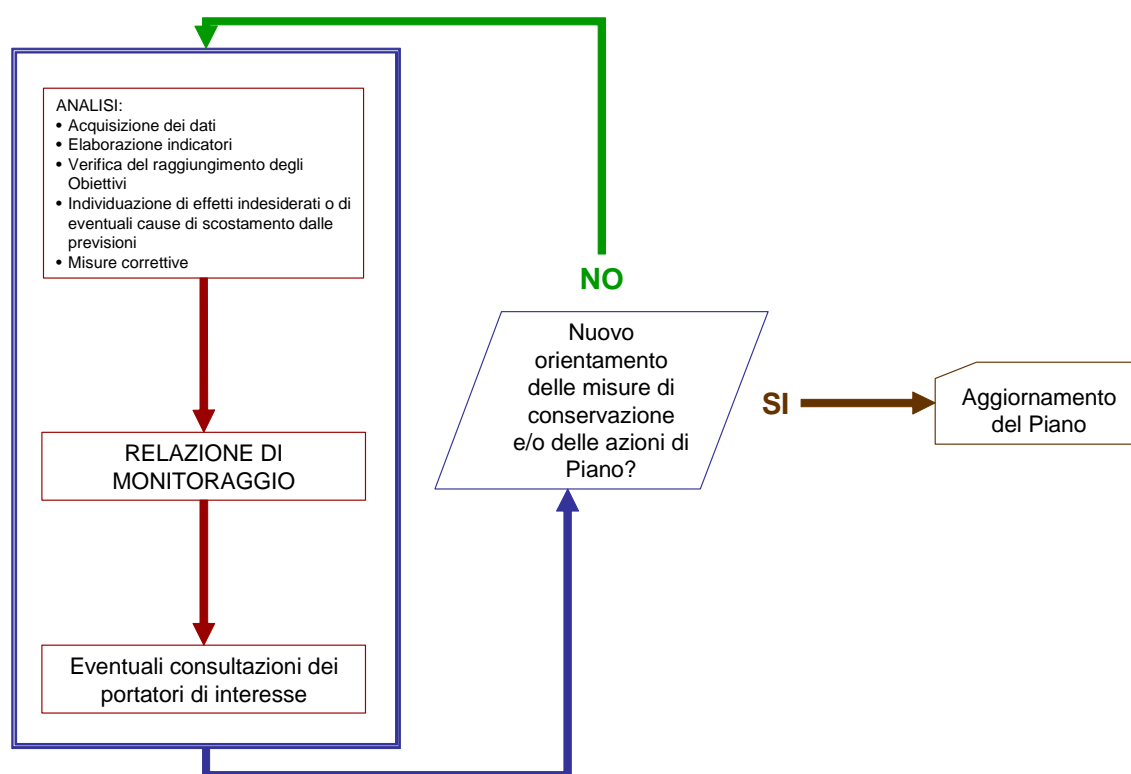 ANALISI:
• Acquisizione dei dati
• Elaborazione indicatori
• Verifica del raggiungimento degli
Obiettivi
• Individuazione di effetti indesiderati o di
eventuali cause di scostamento dalle
previsioni
• Misure correttive
RELAZIONE DI
MONITORAGGIO
Eventuali consultazioni dei
portatori di interesse
NO
Nuovo
orientamento
delle misure di
conservazione
e/o delle azioni di
Piano?
SI
Aggiornamento
del Piano